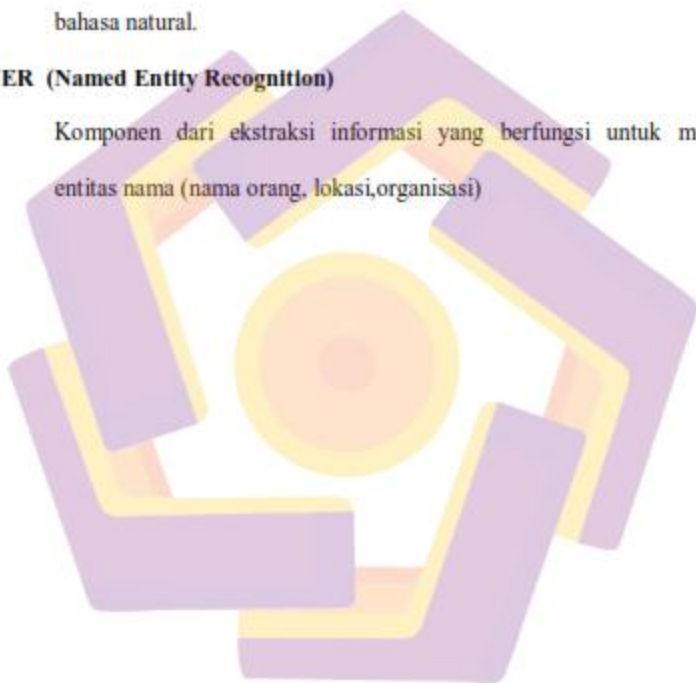 bahasa natural.
ER (Named Entity Recognition)
Komponen dari ekstraksi informasi yang berfungsi untuk m
entitas nama (nama orang, lokasi,organisasi)